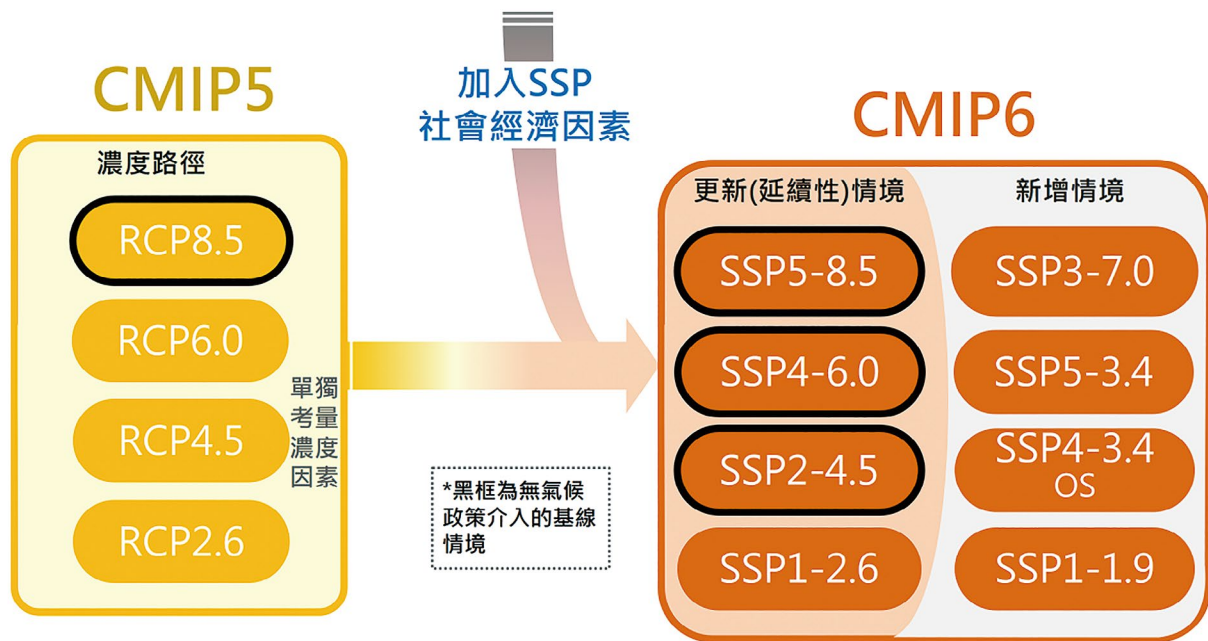 CMIP5
濃度路徑
RCP8.5
RCP6.0
RCP4.5
RCP2.6
單獨
考量
濃度
因素
加入SSP
社會經濟因素
*黑框為無氣候
政策介入的基線
情境
CMIP6
更新(延續性)情境
SSP5-8.5
SSP4-6.0
SSP2-4.5
SSP1-2.6
新增情境
SSP3-7.0
SSP5-3.4
SSP4-3.4
OS
SSP1-1.9